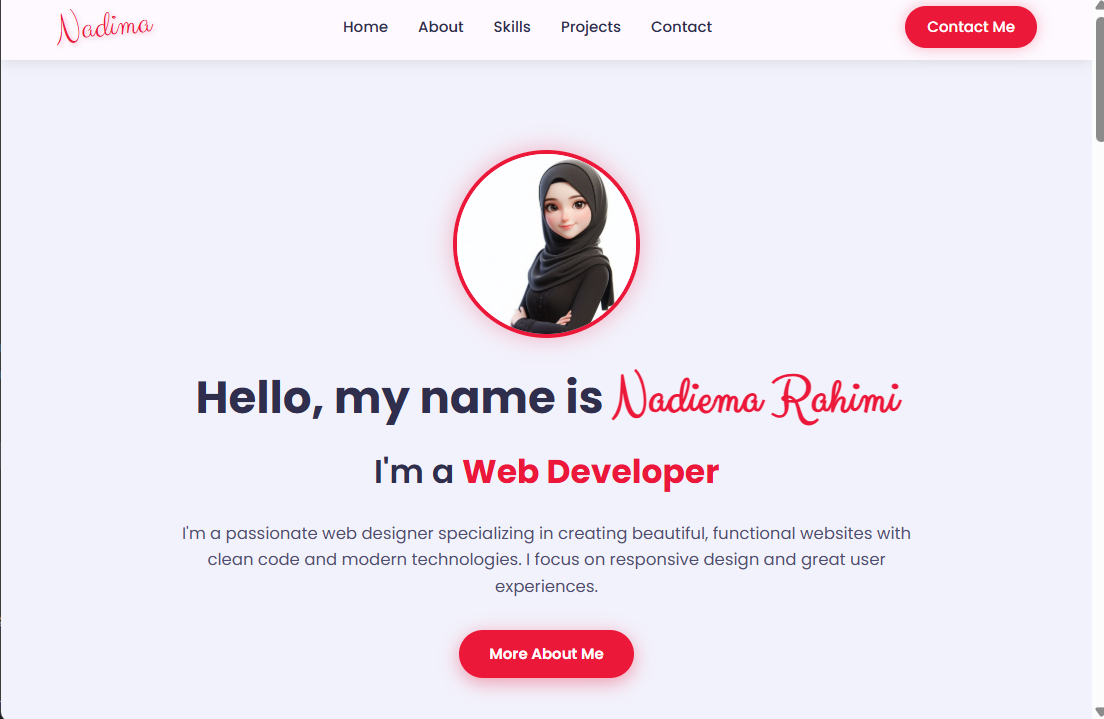 Nadima
Home About Skills Projects Contact
Contact Me
Hello, my name is Nadiema Rahimi
I'm a Web Developer
I'm a passionate web designer specializing in creating beautiful, functional websites with
clean code and modern technologies. I focus on responsive design and great user
experiences.
More About Me